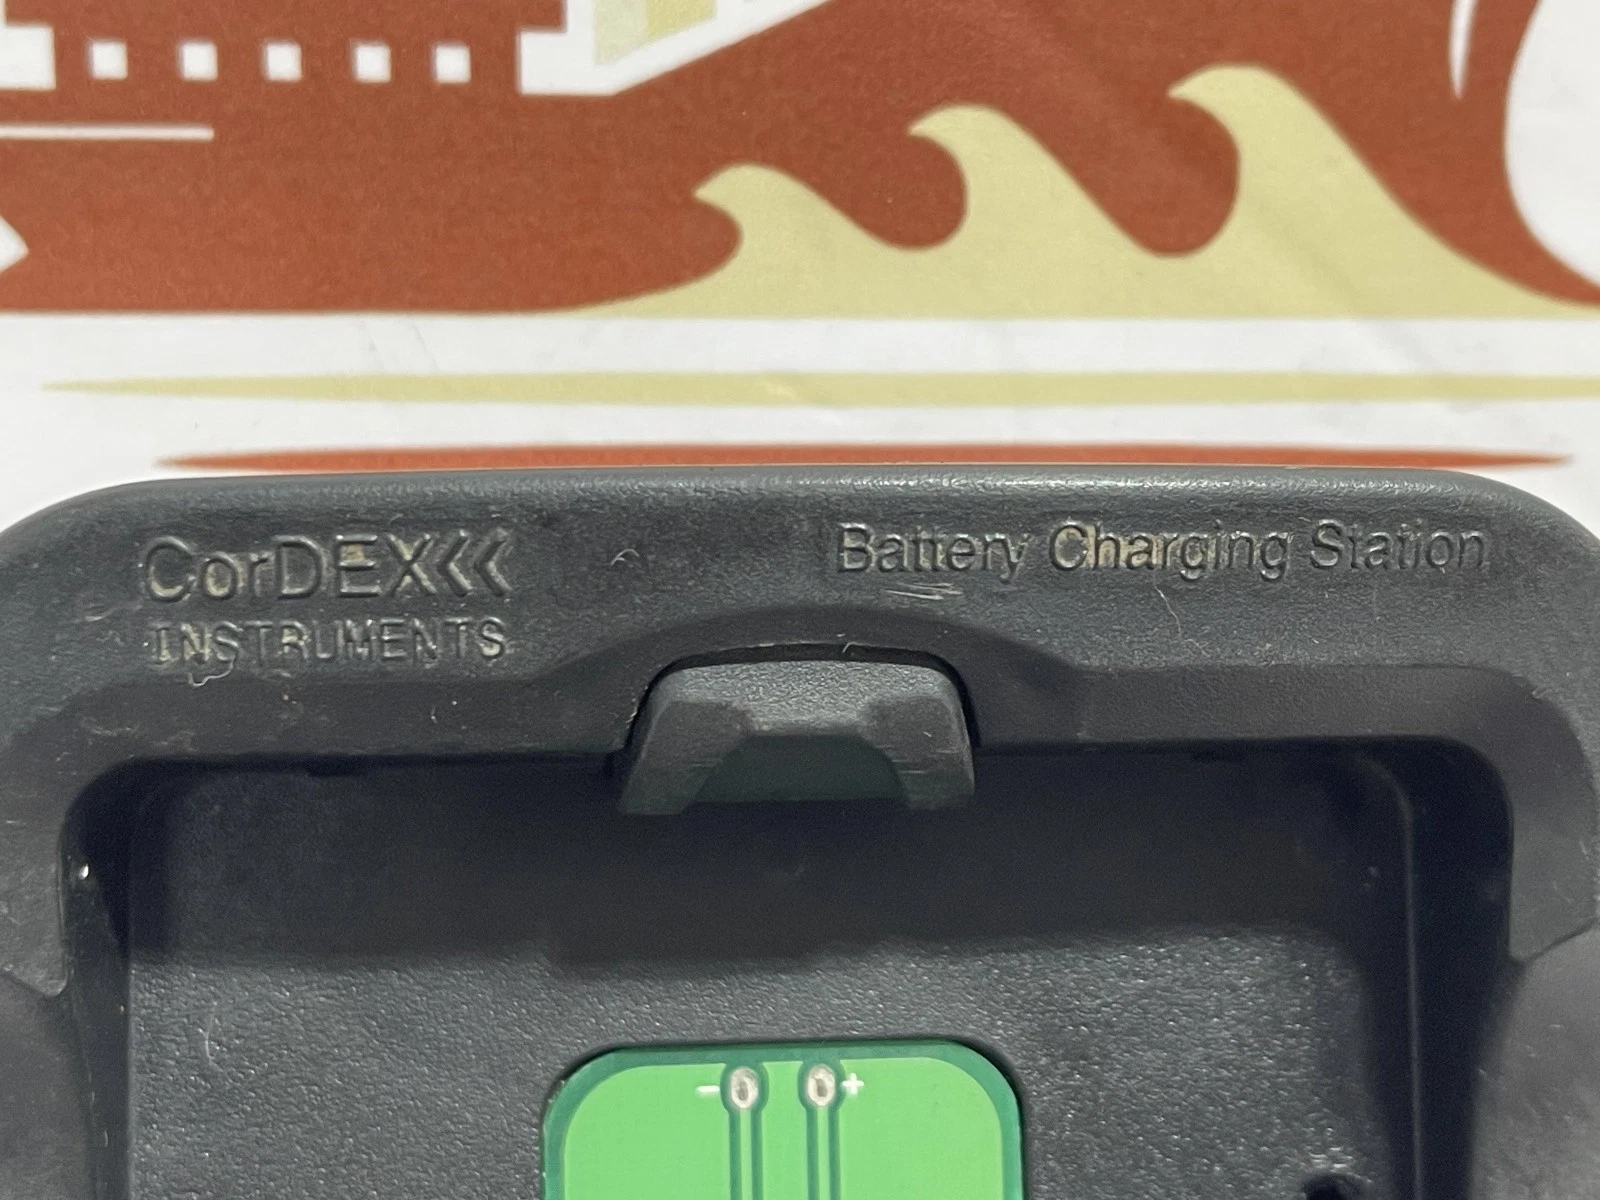 CorDEX
INSTRUMENTS
Battery Charging Station
- +